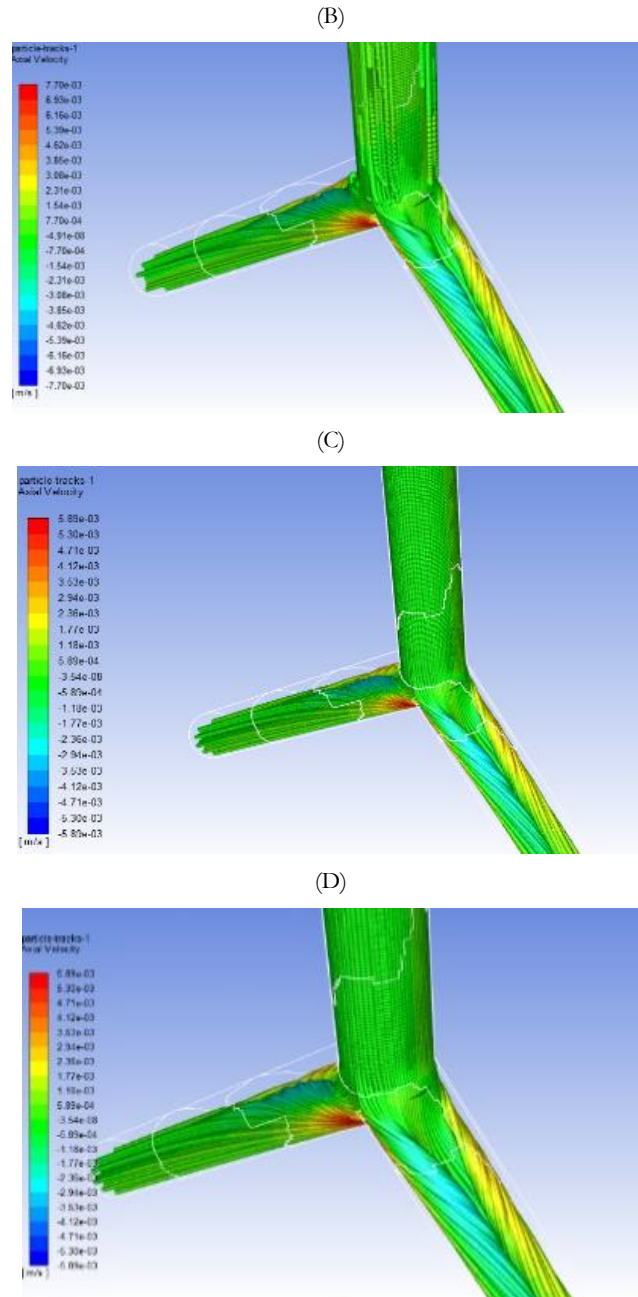 (B)
particle-tracks-1
Axial Velocity
7.70e-03
6.93e-03
6.16e-03
5.39e-03
4.62e-03
3.85e-03
3.08e-03
2.31e-03
1.54e-03
7.70e-04
-4.91e-08
-7.70e-04
-1.54e-03
-2.31e-03
-3.08e-03
-3.85e-03
-4.62e-03
-5.39e-03
-6.16e-03
-6.93e-03
-7.70e-03
[ m/s ]
(C)
particle-tracks-1
Axial Velocity
5.89e-03
5.30e-03
4.71e-03
4.12e-03
3.53e-03
2.94e-03
2.36e-03
1.77e-03
1.18e-03
5.89e-04
-3.54e-08
-5.89e-04
-1.18e-03
-1.77e-03
-2.36e-03
-2.94e-03
-3.53e-03
-4.12e-03
-4.71e-03
-5.30e-03
-5.89e-03
[ m/s ]
(D)
particle-tracks-1
Axial Velocity
5.89e-03
5.30e-03
4.71e-03
4.12e-03
3.53e-03
2.94e-03
2.36e-03
1.77e-03
1.18e-03
5.89e-04
-3.54e-08
-5.89e-04
-1.18e-03
-1.77e-03
-2.36e-03
-2.94e-03
-3.53e-03
-4.12e-03
-4.71e-03
-5.30e-03
-5.89e-03
[ m/s ]